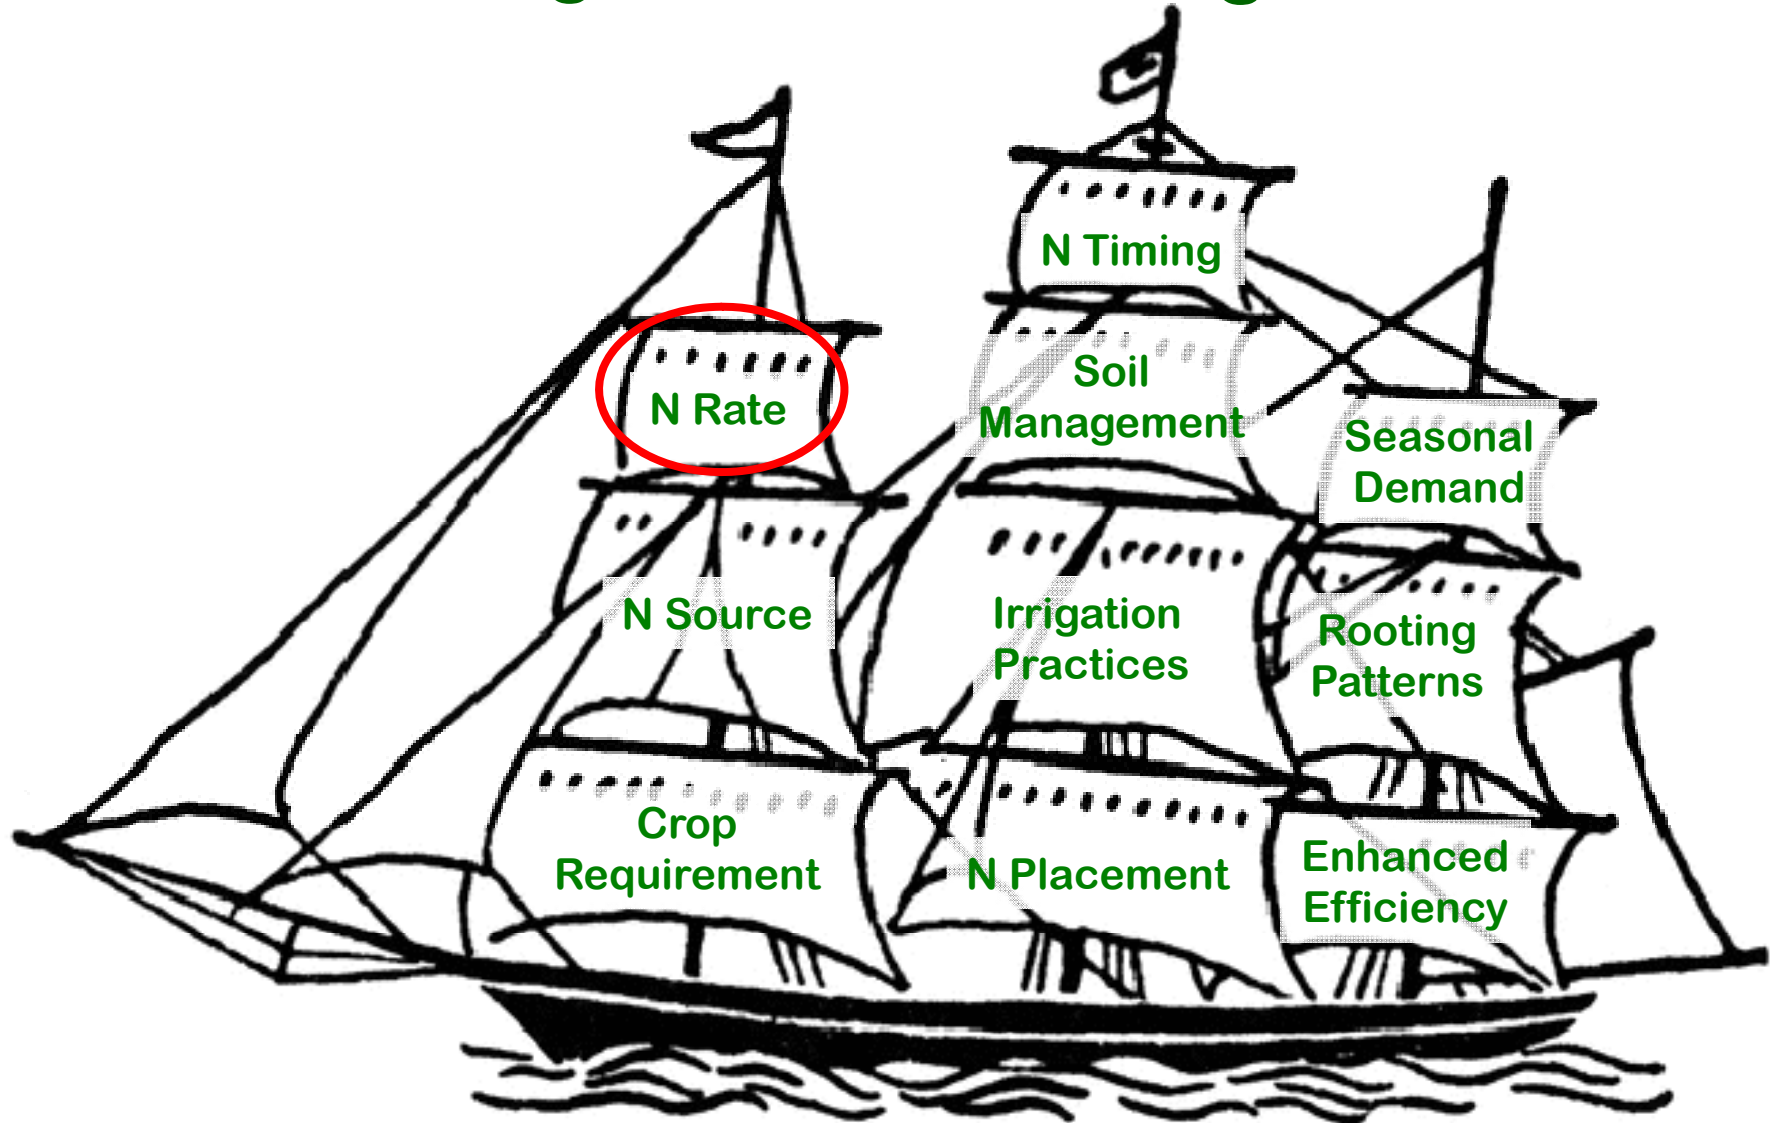 N Timing
Soil
Management
N Rate
Seasonal
Demand
N Source
Irrigation
Practices
Rooting
Patterns
Crop
Requirement
N Placement
Enhanced
Efficiency